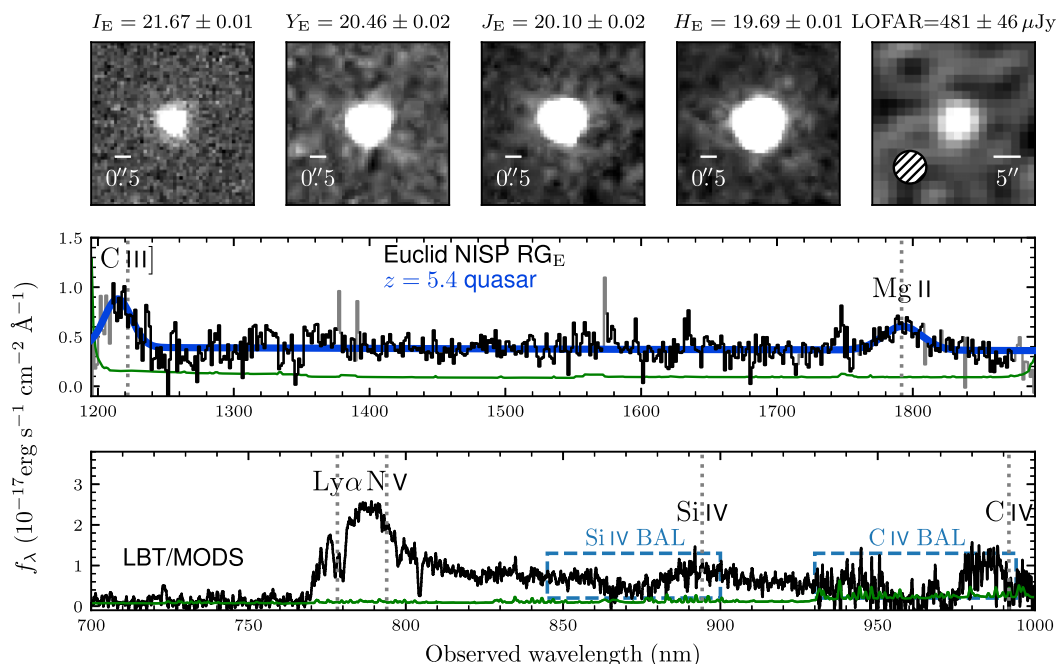 I_E = 21.67 ± 0.01 Y_E = 20.46 ± 0.02 J_E = 20.10 ± 0.02 H_E = 19.69 ± 0.01 LOFAR=481 ± 46 μJy
0″.5 0″.5 0″.5 0″.5 5″
C III] Euclid NISP RG_E
z = 5.4 quasar
Mg II
1.5
1.0
0.5
0.0
1200 1300 1400 1500 1600 1700 1800
f_λ (10⁻¹⁷erg s⁻¹ cm⁻² Å⁻¹)
Lyα N V Si IV C IV
Si IV BAL C IV BAL
LBT/MODS
3
2
1
0
700 750 800 850 900 950 1000
Observed wavelength (nm)